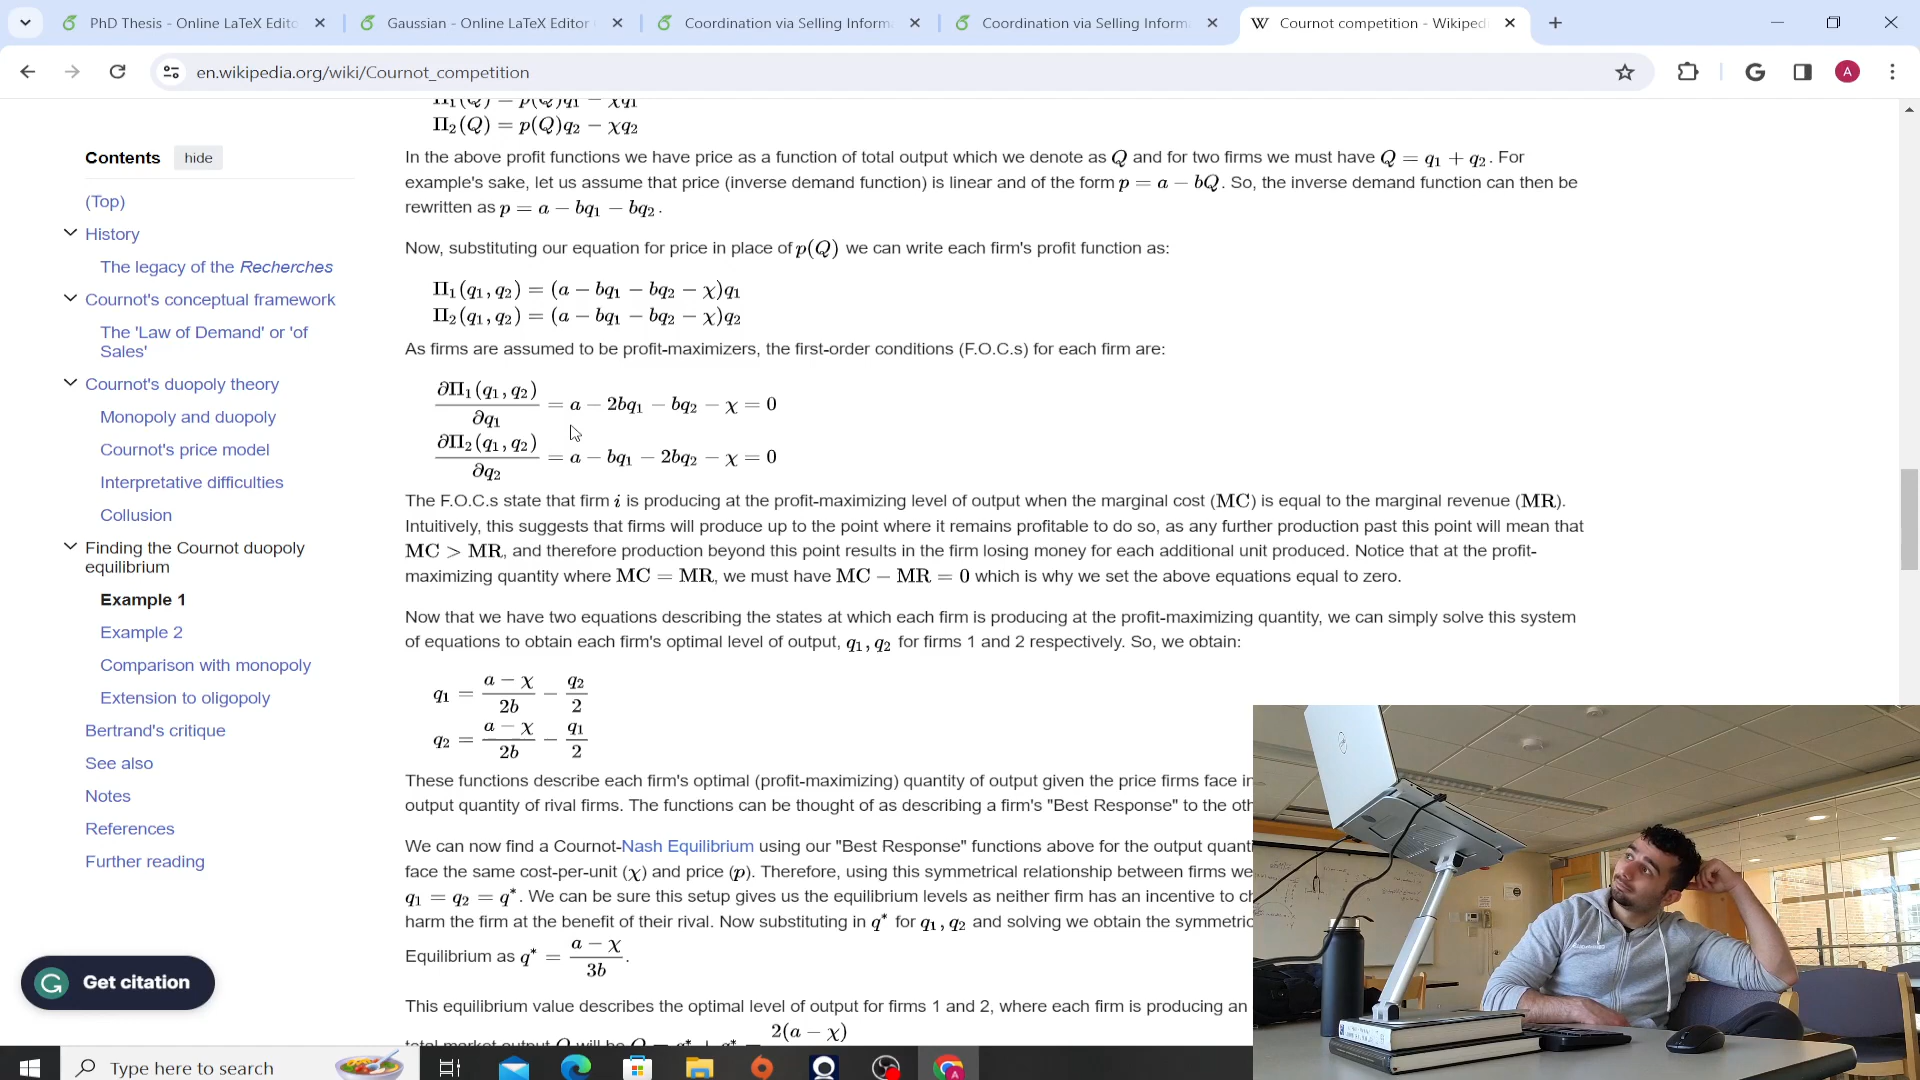 PhD Thesis - Online LaTeX Edito
Gaussian - Online LaTeX Editor
Coordination via Selling Inform
Coordination via Selling Inform
Cournot competition - Wikiped
en.wikipedia.org/wiki/Cournot_competition
A
Contents hide
(Top)
History
The legacy of the Recherches
Cournot's conceptual framework
The 'Law of Demand' or 'of
Sales'
Cournot's duopoly theory
Monopoly and duopoly
Cournot's price model
Interpretative difficulties
Collusion
Finding the Cournot duopoly
equilibrium
Example 1
Example 2
Comparison with monopoly
Extension to oligopoly
Bertrand's critique
See also
Notes
References
Further reading
Get citation
Π₁(Q) = p(Q)q₁ − χq₁
Π₂(Q) = p(Q)q₂ − χq₂
In the above profit functions we have price as a function of total output which we denote as Q and for two firms we must have Q = q₁ + q₂. For
example's sake, let us assume that price (inverse demand function) is linear and of the form p = a − bQ. So, the inverse demand function can then be
rewritten as p = a − bq₁ − bq₂.
Now, substituting our equation for price in place of p(Q) we can write each firm's profit function as:
Π₁(q₁, q₂) = (a − bq₁ − bq₂ − χ)q₁
Π₂(q₁, q₂) = (a − bq₁ − bq₂ − χ)q₂
As firms are assumed to be profit-maximizers, the first-order conditions (F.O.C.s) for each firm are:
∂Π₁(q₁, q₂)/∂q₁ = a − 2bq₁ − bq₂ − χ = 0
∂Π₂(q₁, q₂)/∂q₂ = a − bq₁ − 2bq₂ − χ = 0
The F.O.C.s state that firm i is producing at the profit-maximizing level of output when the marginal cost (MC) is equal to the marginal revenue (MR).
Intuitively, this suggests that firms will produce up to the point where it remains profitable to do so, as any further production past this point will mean that
MC > MR, and therefore production beyond this point results in the firm losing money for each additional unit produced. Notice that at the profit-
maximizing quantity where MC = MR, we must have MC − MR = 0 which is why we set the above equations equal to zero.
Now that we have two equations describing the states at which each firm is producing at the profit-maximizing quantity, we can simply solve this system
of equations to obtain each firm's optimal level of output, q₁, q₂ for firms 1 and 2 respectively. So, we obtain:
q₁ = (a − χ)/2b − q₂/2
q₂ = (a − χ)/2b − q₁/2
These functions describe each firm's optimal (profit-maximizing) quantity of output given the price firms face in
output quantity of rival firms. The functions can be thought of as describing a firm's "Best Response" to the oth
We can now find a Cournot-Nash Equilibrium using our "Best Response" functions above for the output quant
face the same cost-per-unit (χ) and price (p). Therefore, using this symmetrical relationship between firms we
q₁ = q₂ = q*. We can be sure this setup gives us the equilibrium levels as neither firm has an incentive to ch
harm the firm at the benefit of their rival. Now substituting in q* for q₁, q₂ and solving we obtain the symmetric
Equilibrium as q* = (a − χ)/3b.
This equilibrium value describes the optimal level of output for firms 1 and 2, where each firm is producing an
total market output Q will be Q = q* + q* = 2(a − χ)
Type here to search